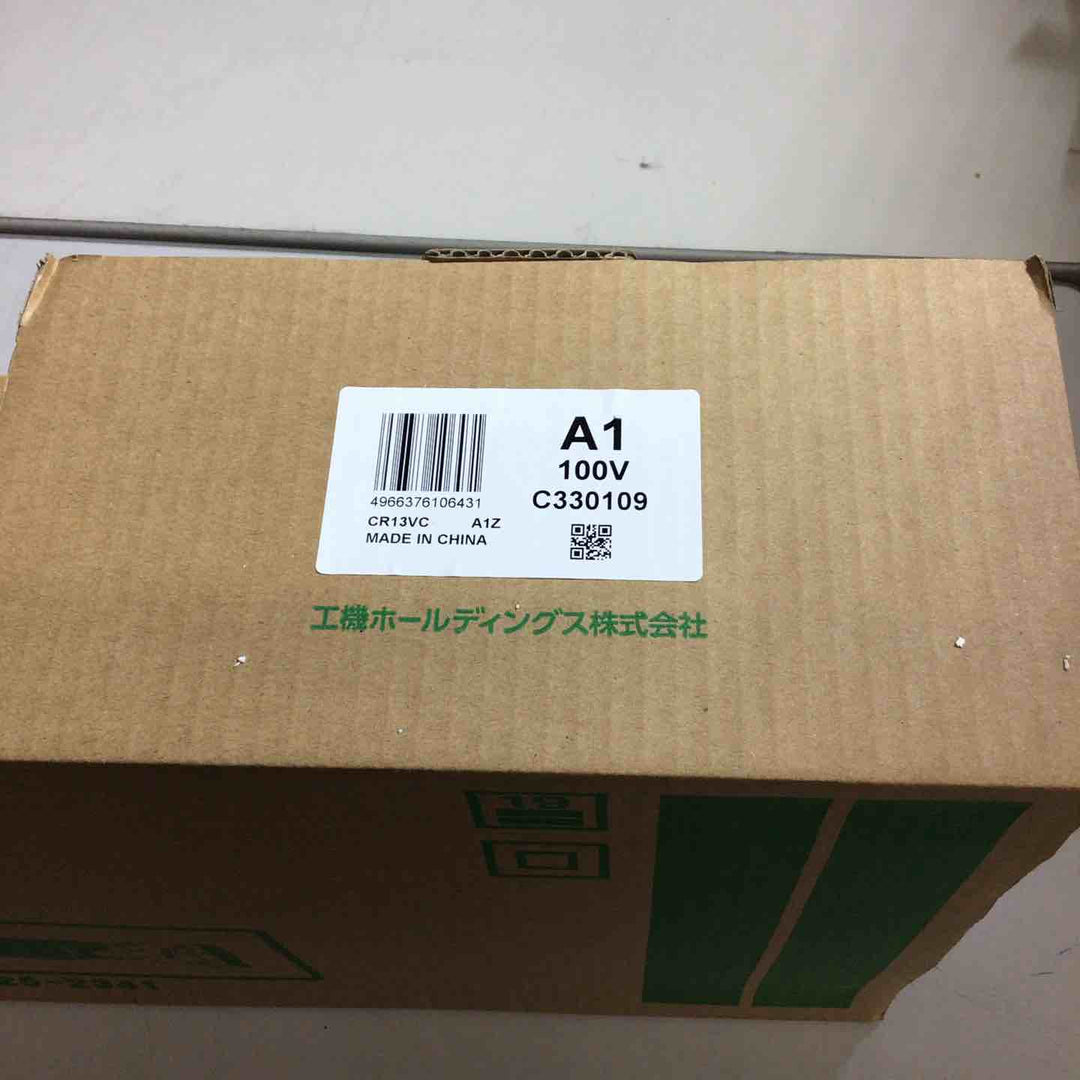 A1
100V
4966376106431
C330109
CR13VC A1Z
MADE IN CHINA
工機ホールディングス株式会社
19